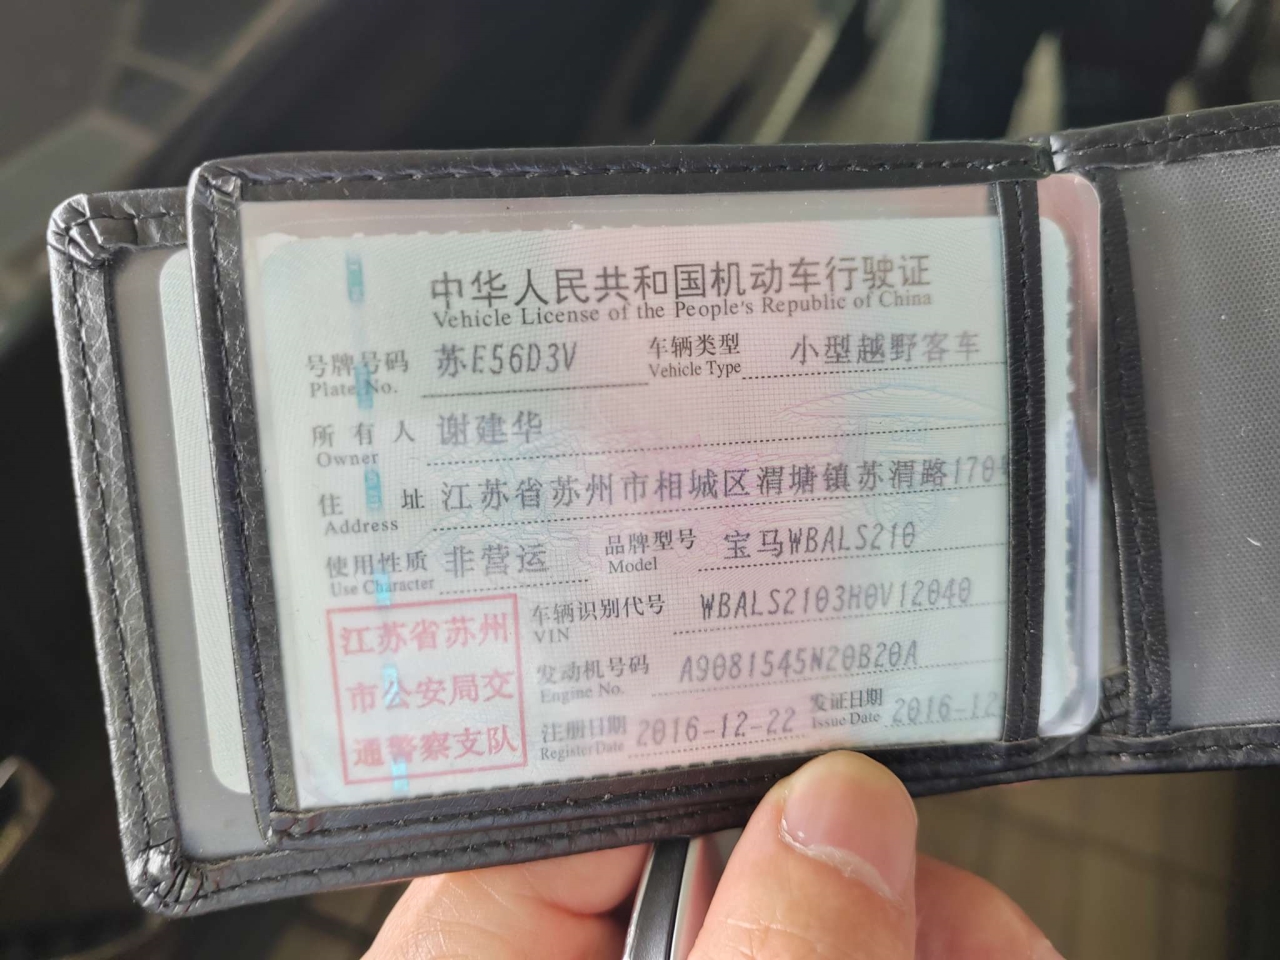 中华人民共和国机动车行驶证
Vehicle License of the People's Republic of China
号牌号码 苏E56D3V 车辆类型 小型越野客车
Plate No. Vehicle Type
所有人 谢建华
Owner
住址 江苏省苏州市相城区渭塘镇苏渭路170
Address
使用性质 非营运 品牌型号 宝马WBALS210
Use Character Model
车辆识别代号 WBALS2103H0V12040
VIN
发动机号码 A9081545N20B20A
Engine No.
注册日期 2016-12-22 发证日期 2016-12
Register Date Issue Date
江苏省苏州
市公安局交
通警察支队